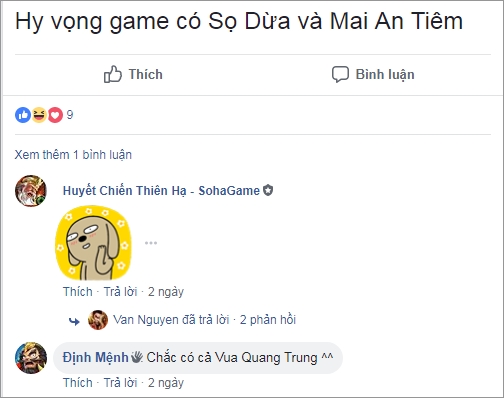 Hy vọng game có Sọ Dừa và Mai An Tiêm
Thích Bình luận
9
Xem thêm 1 bình luận
Huyết Chiến Thiên Hạ - SohaGame
Thích · Trả lời · 2 ngày
Van Nguyen đã trả lời · 2 phản hồi
Định Mệnh Chắc có cả Vua Quang Trung ^^
Thích · Trả lời · 2 ngày